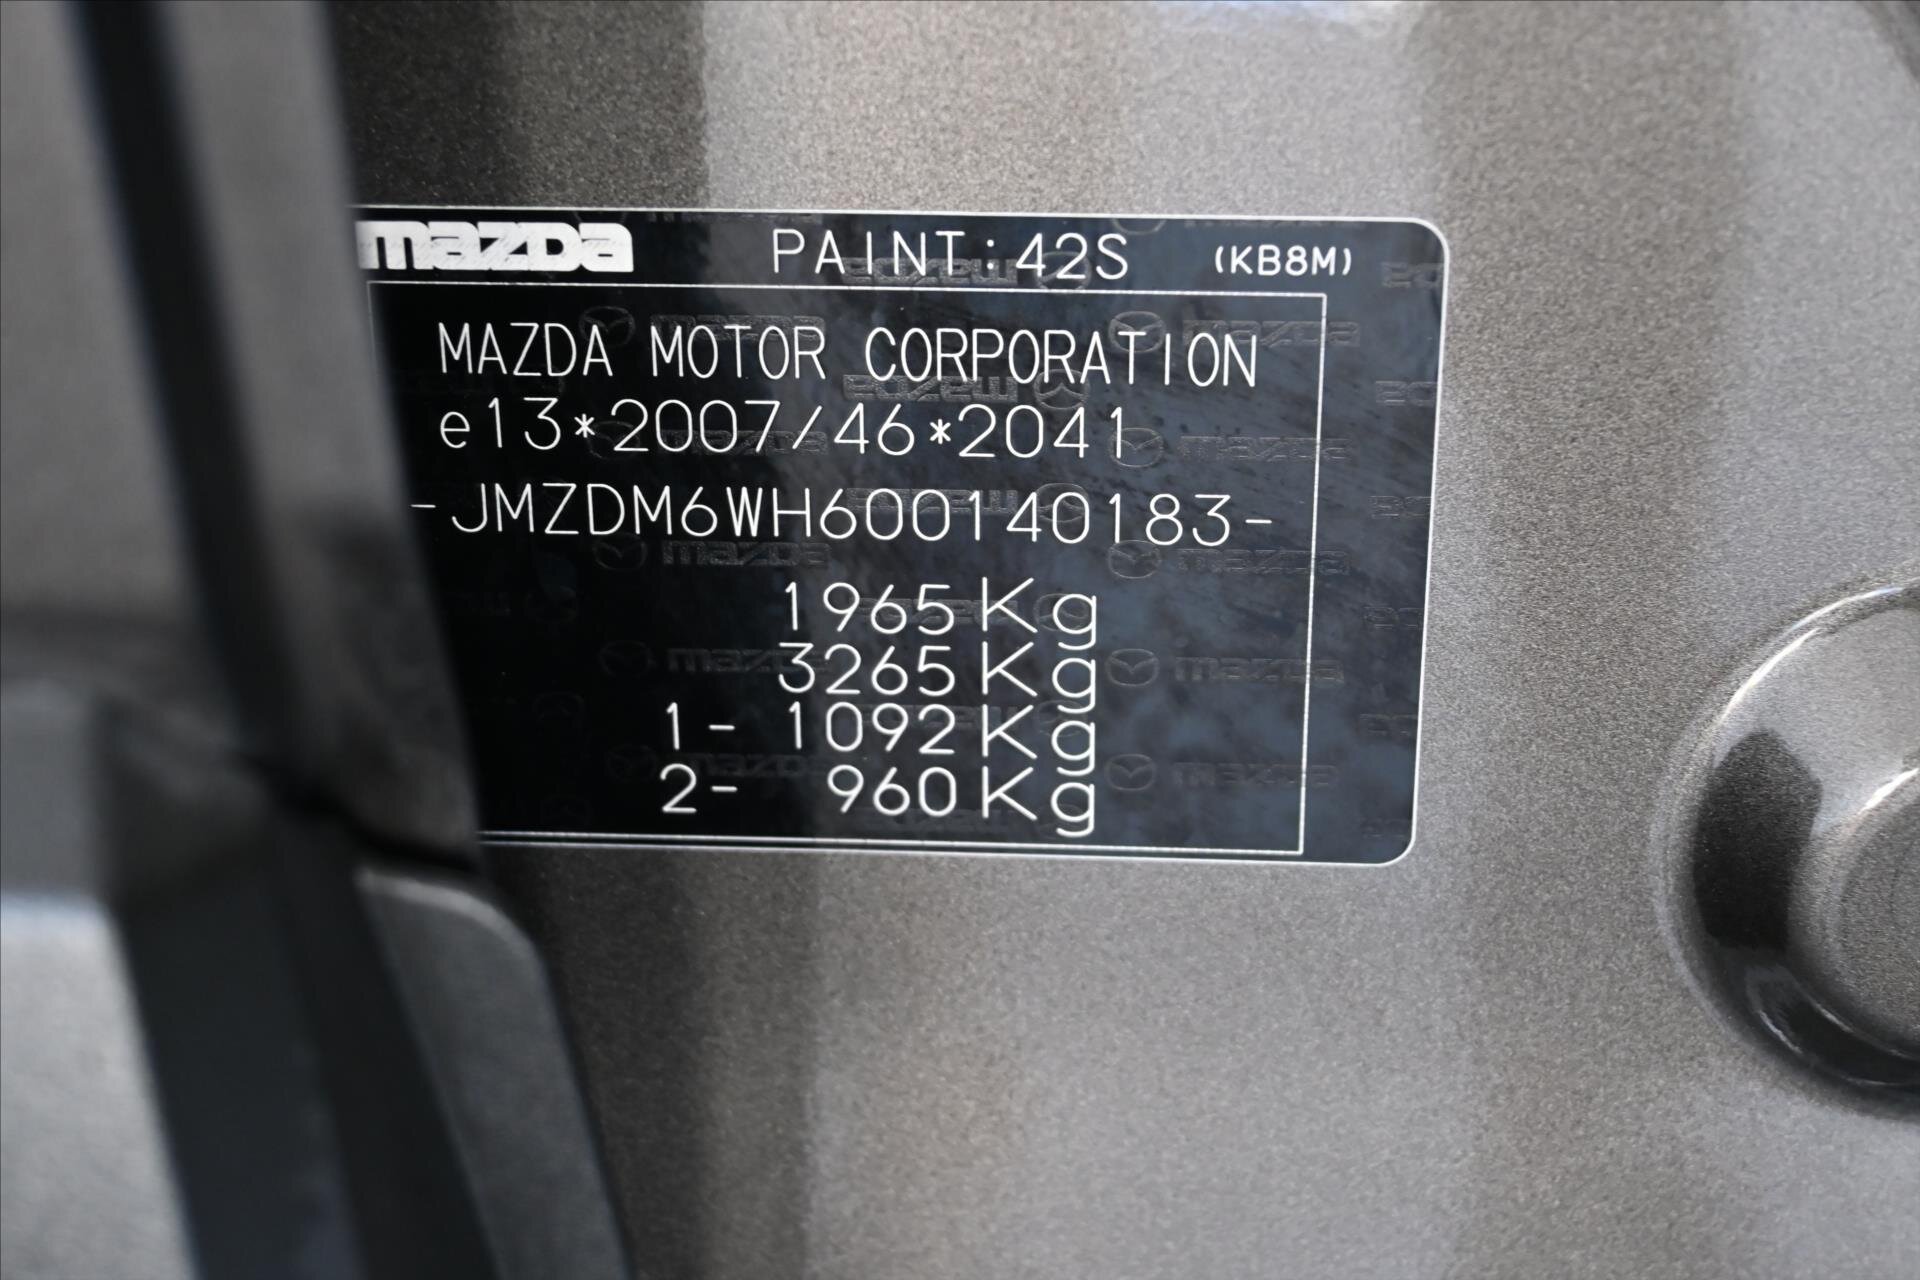 mazda PAINT:42S (KB8M)
MAZDA MOTOR CORPORATION
e13*2007/46*2041
-JMZDM6WH600140183-
1965Kg
3265Kg
1- 1092Kg
2- 960Kg